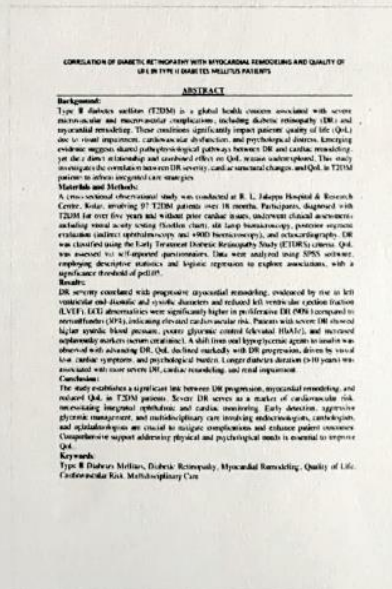 CORRELATION OF DIABETIC RETINOPATHY WITH MYOCARDIAL REMODELING AND QUALITY OF
LIFE IN TYPE II DIABETES MELLITUS PATIENTS
ABSTRACT
Background:
Type II diabetes mellitus (T2DM) is a global health concern associated with severe
microvascular and macrovascular complications, including diabetic retinopathy (DR) and
myocardial remodeling. These conditions significantly impact patients' quality of life (QoL)
due to visual impairment, cardiovascular dysfunction, and psychological distress. Emerging
evidence suggests shared pathophysiological pathways between DR and cardiac remodeling,
yet their direct relationship and combined effect on QoL remain underexplored. This study
investigates the correlation between DR severity, cardiac structural changes, and QoL in T2DM
patients to inform integrated care strategies.
Materials and Methods:
A cross-sectional observational study was conducted at R. L. Jalappa Hospital & Research
Centre, Kolar, involving 97 T2DM patients over 18 months. Participants, diagnosed with
T2DM for over five years and without prior cardiac issues, underwent clinical assessments
including visual acuity testing (Snellen chart), slit lamp biomicroscopy, posterior segment
evaluation (indirect ophthalmoscopy and +90D biomicroscopy), and echocardiography. DR
was classified using the Early Treatment Diabetic Retinopathy Study (ETDRS) criteria. QoL
was assessed via self-reported questionnaires. Data were analyzed using SPSS software,
employing descriptive statistics and logistic regression to explore associations, with a
significance threshold of p≤0.05.
Results:
DR severity correlated with progressive myocardial remodeling, evidenced by rise in left
ventricular end-diastolic and systolic diameters and reduced left ventricular ejection fraction
(LVEF). ECG abnormalities were significantly higher in proliferative DR (90%) compared to
normal fundus (30%), indicating elevated cardiovascular risk. Patients with severe DR showed
higher systolic blood pressure, poorer glycemic control (elevated HbA1c), and increased
nephropathy markers (serum creatinine). A shift from oral hypoglycemic agents to insulin was
observed with advancing DR. QoL declined markedly with DR progression, driven by visual
loss, cardiac symptoms, and psychological burden. Longer diabetes duration (>10 years) was
associated with more severe DR, cardiac remodeling, and renal impairment.
Conclusion:
The study establishes a significant link between DR progression, myocardial remodeling, and
reduced QoL in T2DM patients. Severe DR serves as a marker of cardiovascular risk,
necessitating integrated ophthalmic and cardiac monitoring. Early detection, aggressive
glycemic management, and multidisciplinary care involving endocrinologists, cardiologists,
and ophthalmologists are crucial to mitigate complications and enhance patient outcomes.
Comprehensive support addressing physical and psychological needs is essential to improve
QoL.
Keywords:
Type II Diabetes Mellitus, Diabetic Retinopathy, Myocardial Remodeling, Quality of Life,
Cardiovascular Risk, Multidisciplinary Care